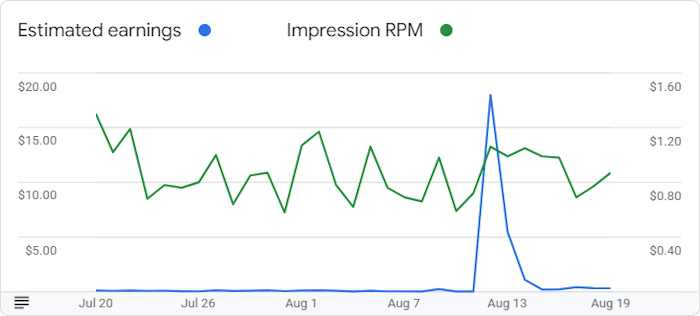 Estimated earnings Impression RPM
$20.00 $1.60
$15.00 $1.20
$10.00 $0.80
$5.00 $0.40
Jul 20 Jul 26 Aug 1 Aug 7 Aug 13 Aug 19